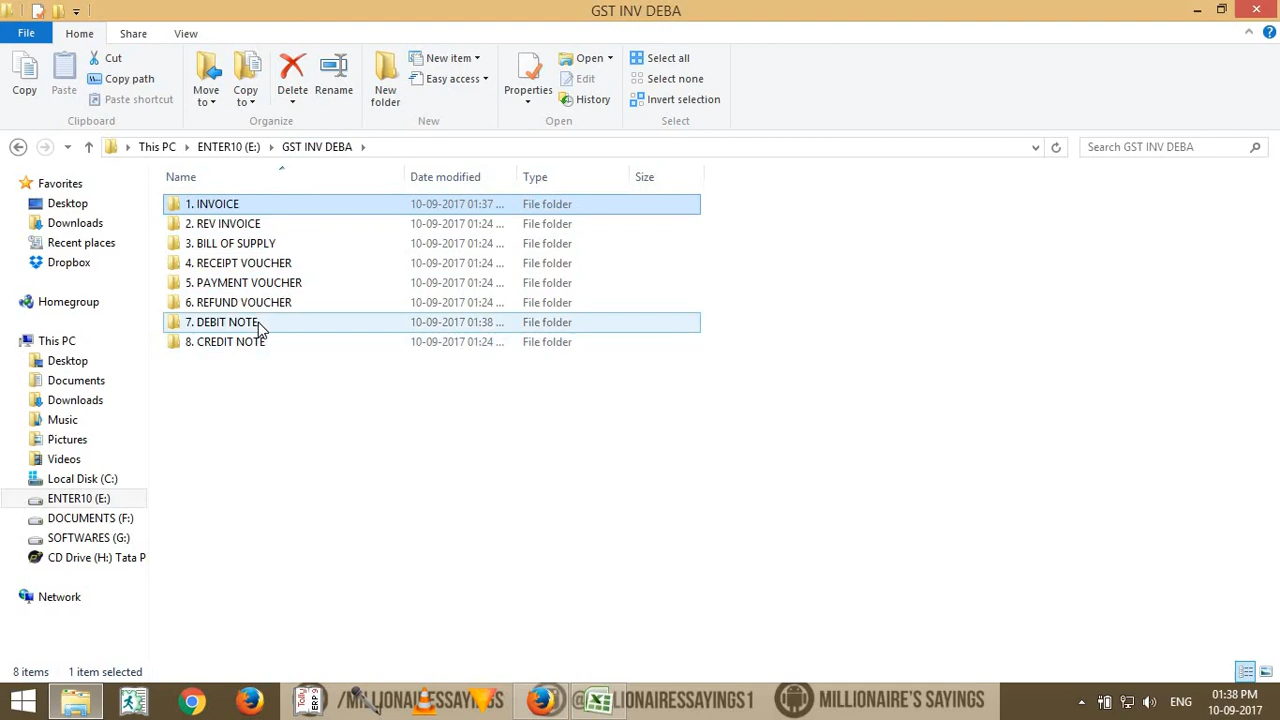 GST INV DEBA
File
Home
Share
View
Copy
Paste
Cut
Copy path
Paste shortcut
Clipboard
Move to
Copy to
Delete
Rename
Organize
New folder
New item
Easy access
New
Properties
Open
Edit
History
Open
Select all
Select none
Invert selection
Select
This PC
ENTER10 (E:)
GST INV DEBA
Search GST INV DEBA
Name
Date modified
Type
Size
1. INVOICE 10-09-2017 01:37 ... File folder
2. REV INVOICE 10-09-2017 01:24 ... File folder
3. BILL OF SUPPLY 10-09-2017 01:24 ... File folder
4. RECEIPT VOUCHER 10-09-2017 01:24 ... File folder
5. PAYMENT VOUCHER 10-09-2017 01:24 ... File folder
6. REFUND VOUCHER 10-09-2017 01:24 ... File folder
7. DEBIT NOTE 10-09-2017 01:38 ... File folder
8. CREDIT NOTE 10-09-2017 01:24 ... File folder
Favorites
Desktop
Downloads
Recent places
Dropbox
Homegroup
This PC
Desktop
Documents
Downloads
Music
Pictures
Videos
Local Disk (C:)
ENTER10 (E:)
DOCUMENTS (F:)
SOFTWARES (G:)
CD Drive (H:) Tata P
Network
8 items
1 item selected
Tally ERP 9
/MILLIONAIRESSAYINGS
@ LIONAIRESSAYINGS1
MILLIONAIRE'S SAYINGS
ENG
01:38 PM
10-09-2017